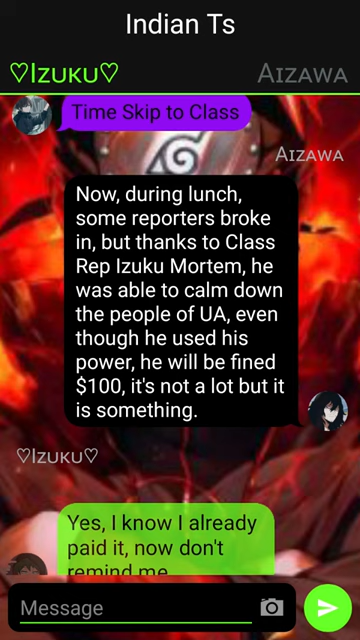 Indian Ts
♡Izuku♡ Aizawa
Time Skip to Class
Aizawa
Now, during lunch,
some reporters broke
in, but thanks to Class
Rep Izuku Mortem, he
was able to calm down
the people of UA, even
though he used his
power, he will be fined
$100, it's not a lot but it
is something.
♡Izuku♡
Yes, I know I already
paid it, now don't
remind me
Message